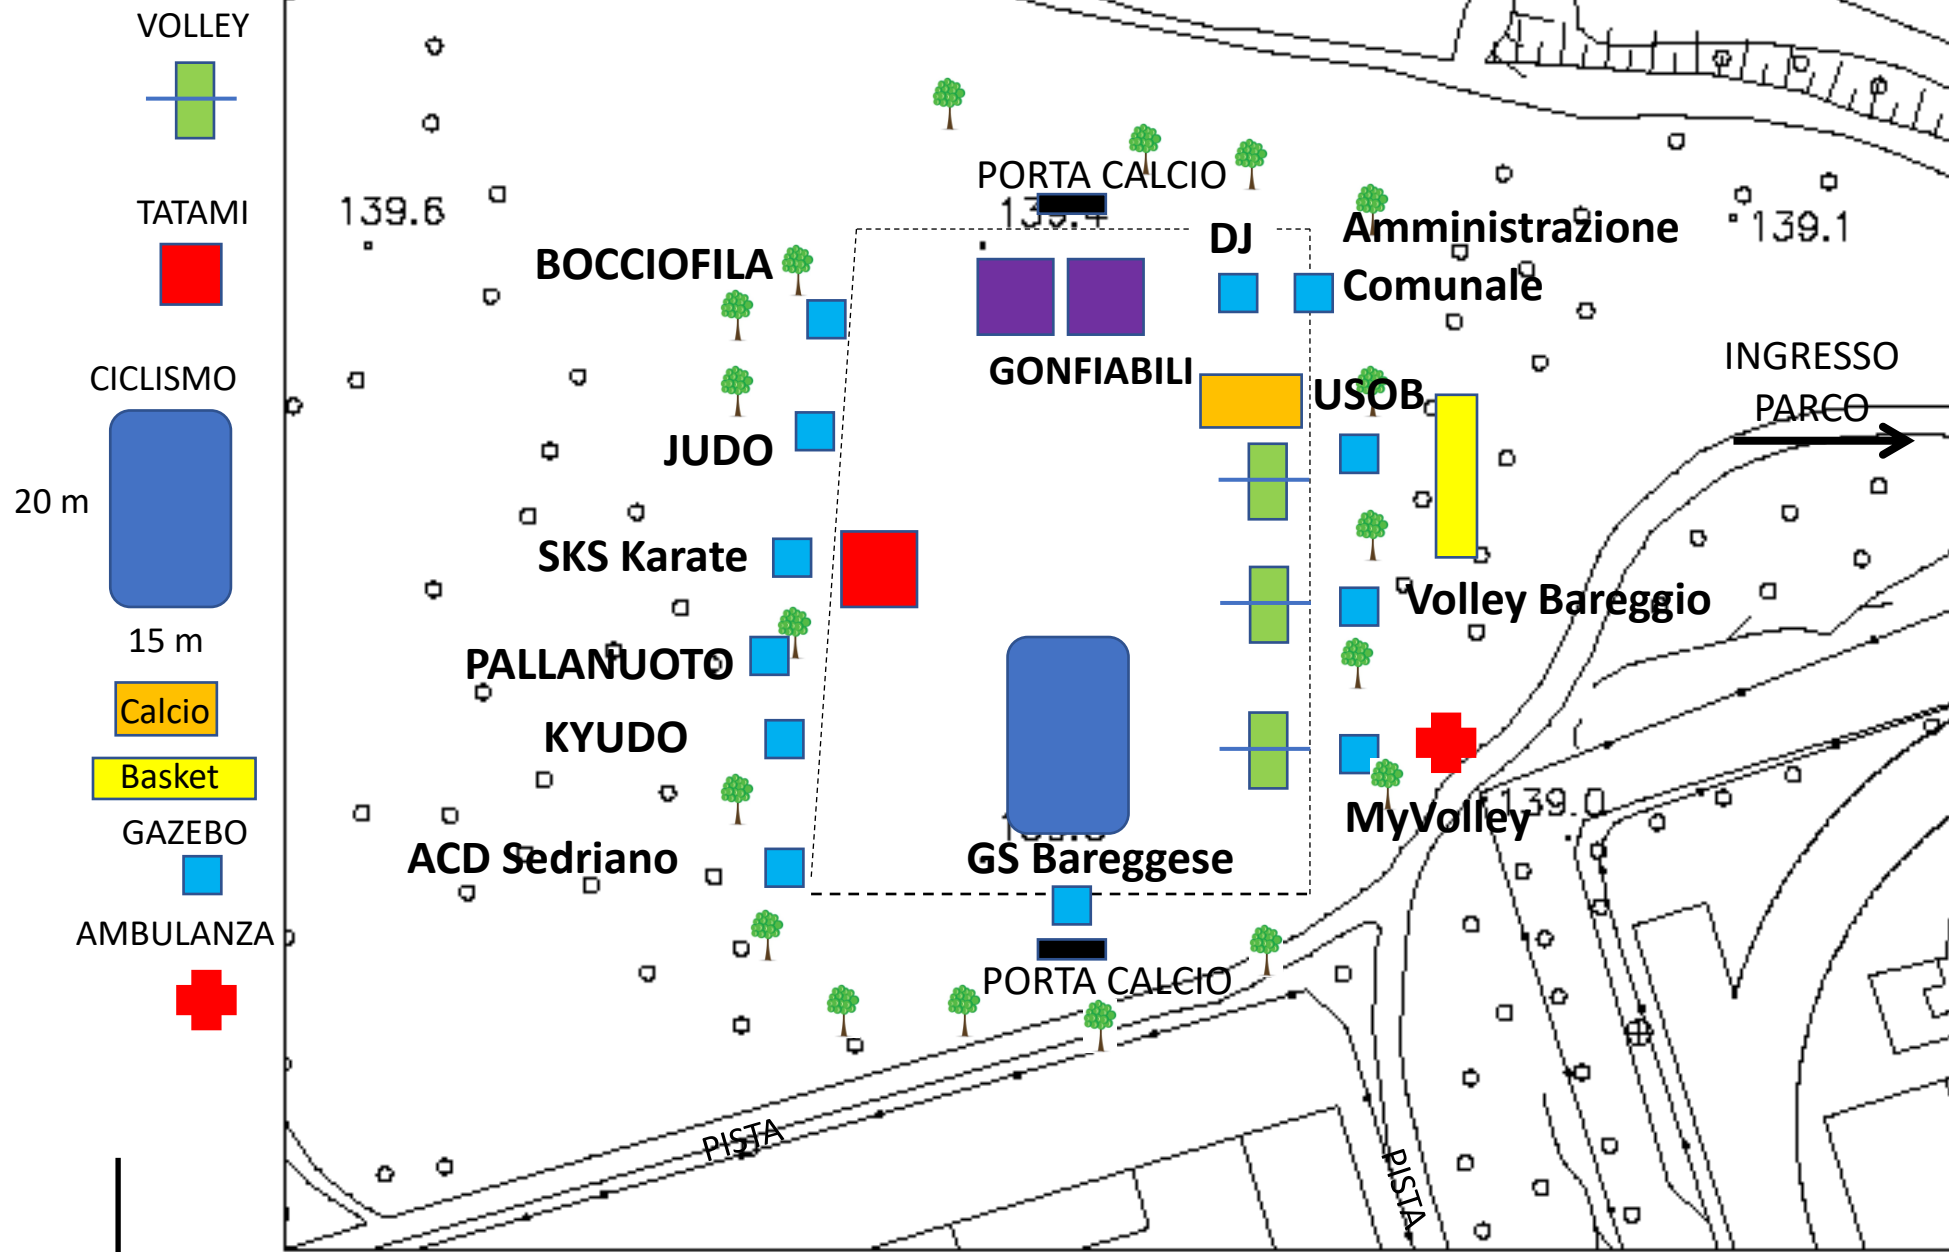 VOLLEY
TATAMI
CICLISMO
20 m
15 m
Calcio
Basket
GAZEBO
AMBULANZA
139.6
PORTA CALCIO
DJ
Amministrazione
Comunale
139.1
BOCCIOFILA
GONFIABILI
USOB
INGRESSO
PARCO
JUDO
SKS Karate
Volley Bareggio
PALLANUOTO
KYUDO
MyVolley
139.0
ACD Sedriano
GS Bareggese
PORTA CALCIO
PISTA
PISTA